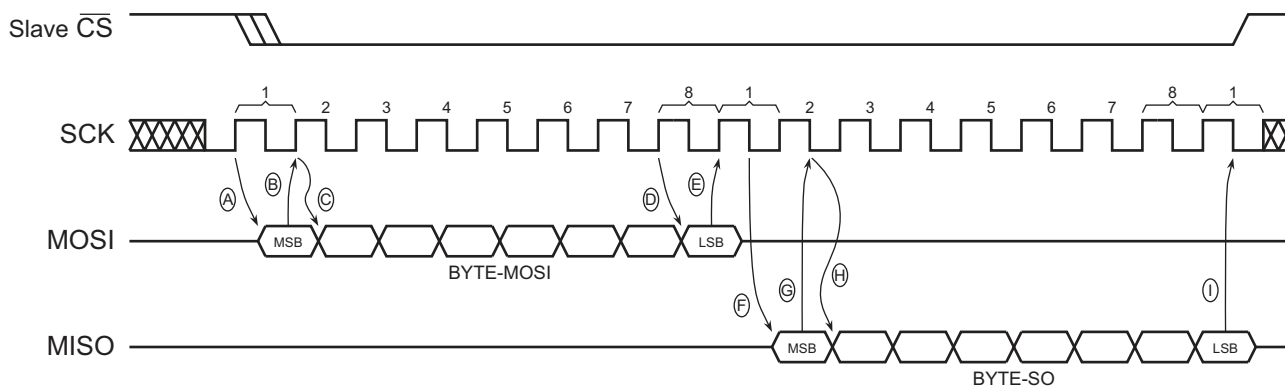 Slave CS
1 2 3 4 5 6 7 8 1 2 3 4 5 6 7 8 1
SCK
A B C D E
MOSI MSB LSB
BYTE-MOSI
F G H I
MISO MSB LSB
BYTE-SO